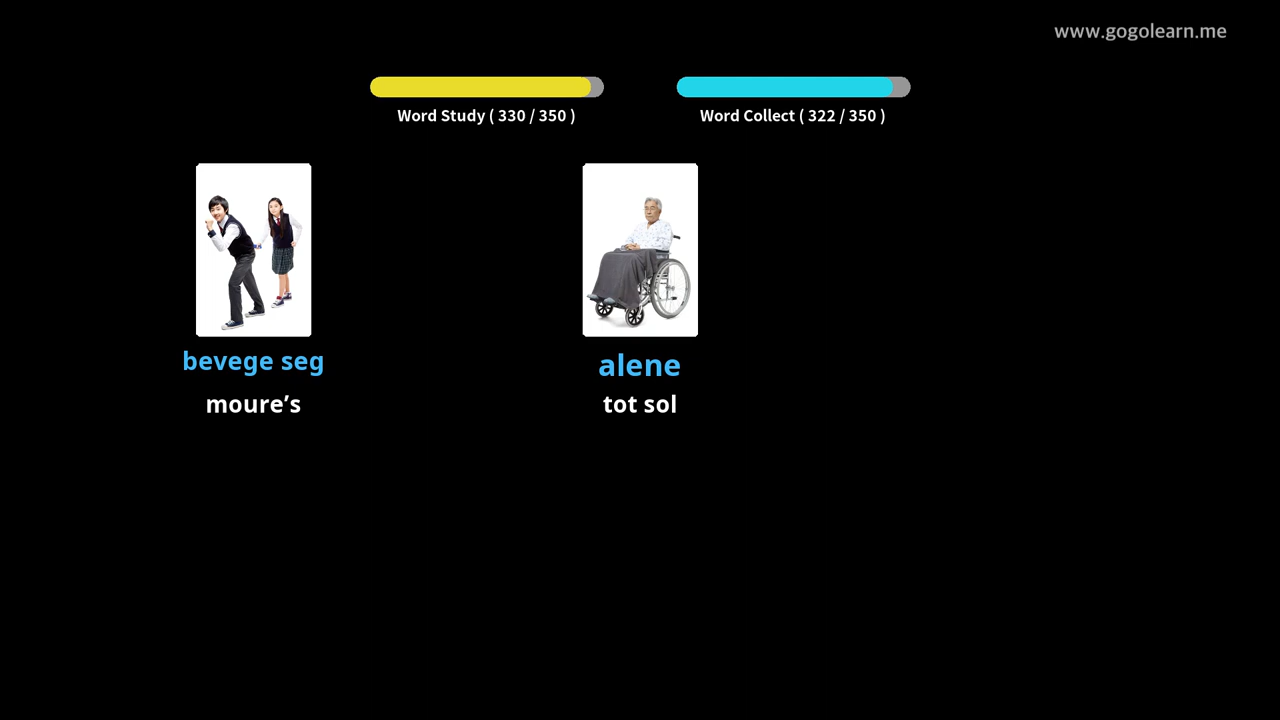 www.gogolearn.me
Word Study ( 330 / 350 )
Word Collect ( 322 / 350 )
bevege seg
moure’s
alene
tot sol